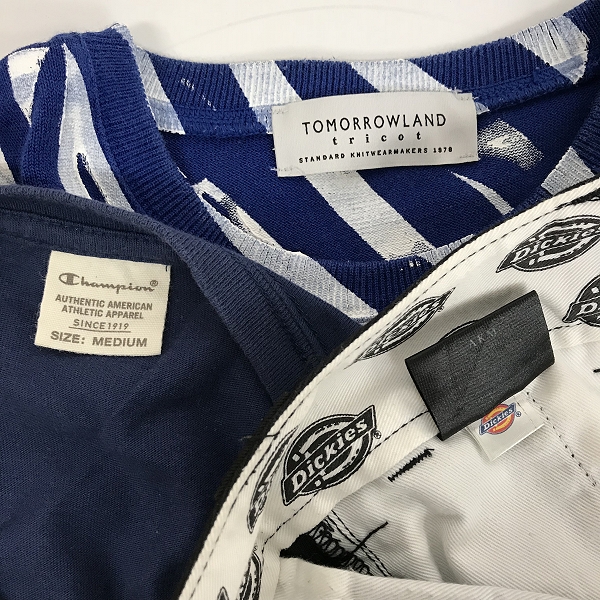 TOMORROWLAND
tricot
STANDARD KNITWEARMAKERS 1978
Champion®
AUTHENTIC AMERICAN
ATHLETIC APPAREL
SINCE 1919
SIZE: MEDIUM
Dickies
Dickies
Dickies
Dickies